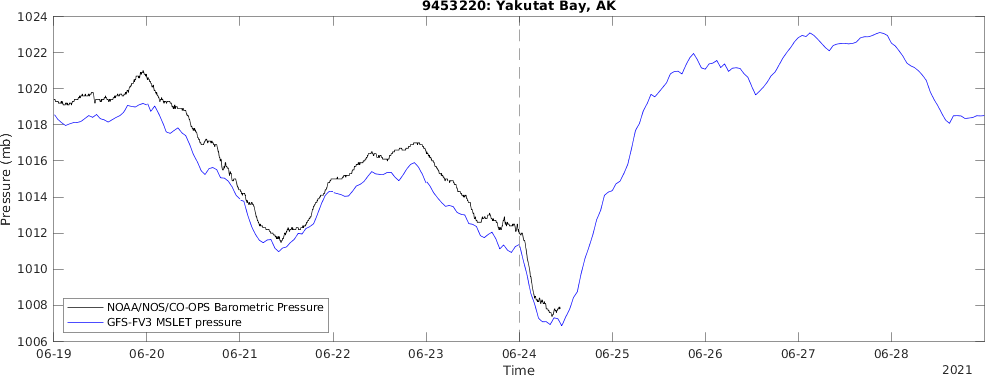 9453220: Yakutat Bay, AK
Pressure (mb)
1024
1022
1020
1018
1016
1014
1012
1010
1008
1006
NOAA/NOS/CO-OPS Barometric Pressure
GFS-FV3 MSLET pressure
06-19 06-20 06-21 06-22 06-23 06-24 06-25 06-26 06-27 06-28
Time
2021